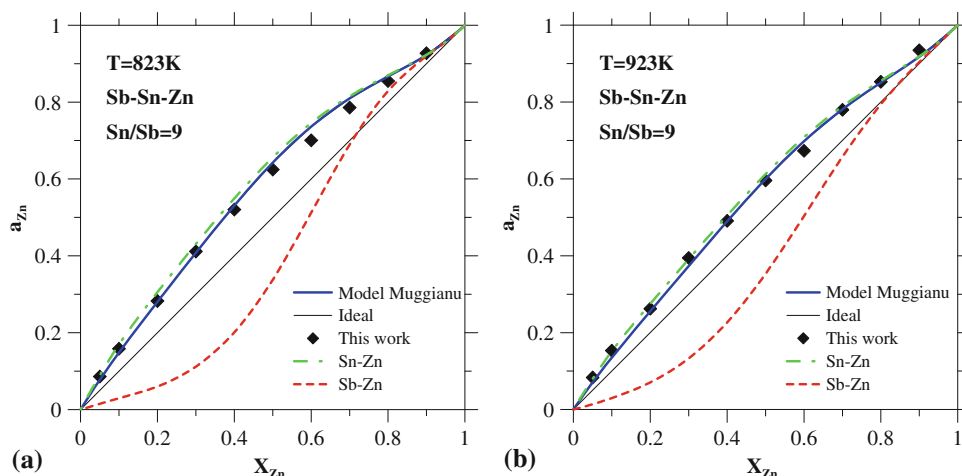 1
0.8
0.6
0.4
0.2
0
a_Zn
T=823K
Sb-Sn-Zn
Sn/Sb=9
Model Muggianu
Ideal
This work
Sn-Zn
Sb-Zn
0 0.2 0.4 0.6 0.8 1
X_Zn
(a)
1
0.8
0.6
0.4
0.2
0
a_Zn
T=923K
Sb-Sn-Zn
Sn/Sb=9
Model Muggianu
Ideal
This work
Sn-Zn
Sb-Zn
0 0.2 0.4 0.6 0.8 1
X_Zn
(b)